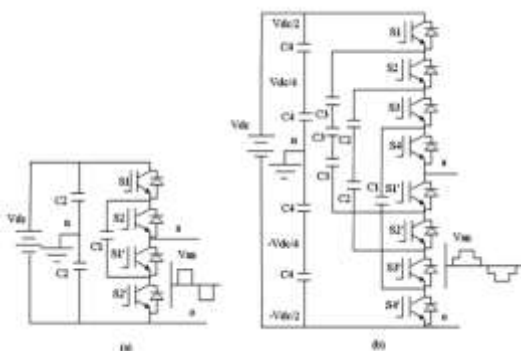 Vdc
C2
n
C2
C1
S1
S2
S1'
S2'
a
Van
n
(a)
Vdc
Vdc/2
C4
Vdc/4
C4
n
C4
-Vdc/4
C4
-Vdc/2
C3
C3
C3
C2
C2
C1
S1
S2
S3
S4
S1'
S2'
S3'
S4'
a
Van
n
(b)